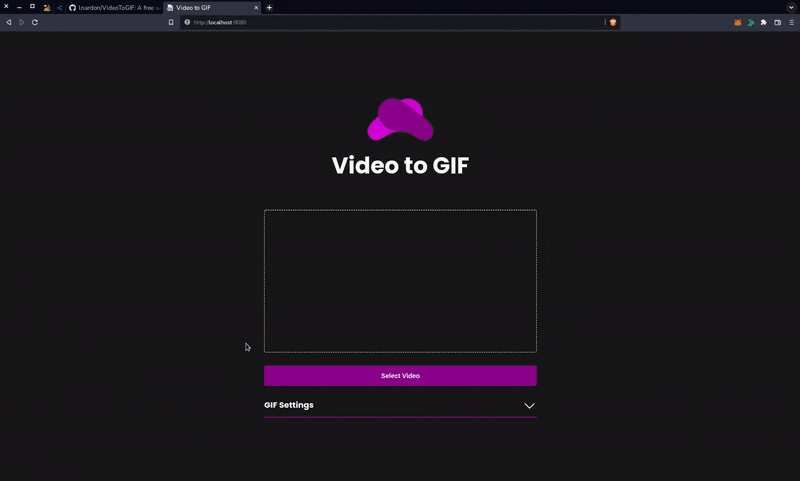 lnardon/VideoToGIF: A free v
Video to GIF
http://localhost:8080
Video to GIF
Select Video
GIF Settings